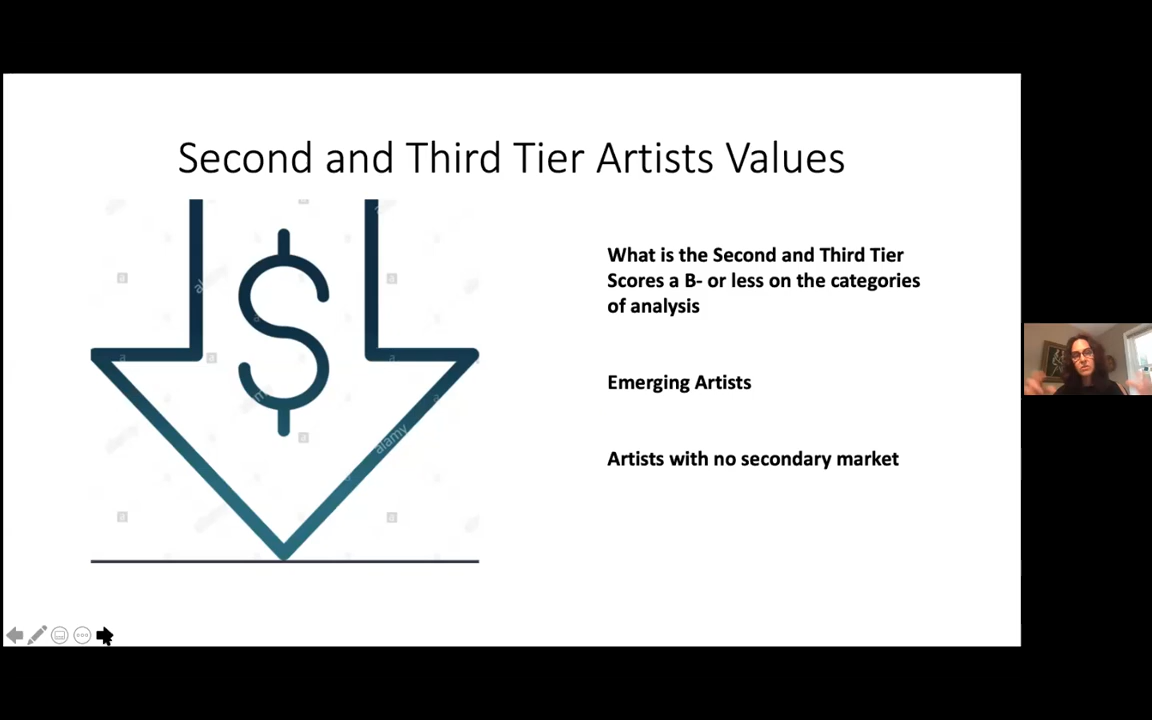 Second and Third Tier Artists Values
What is the Second and Third Tier
Scores a B- or less on the categories
of analysis
Emerging Artists
Artists with no secondary market
alamy